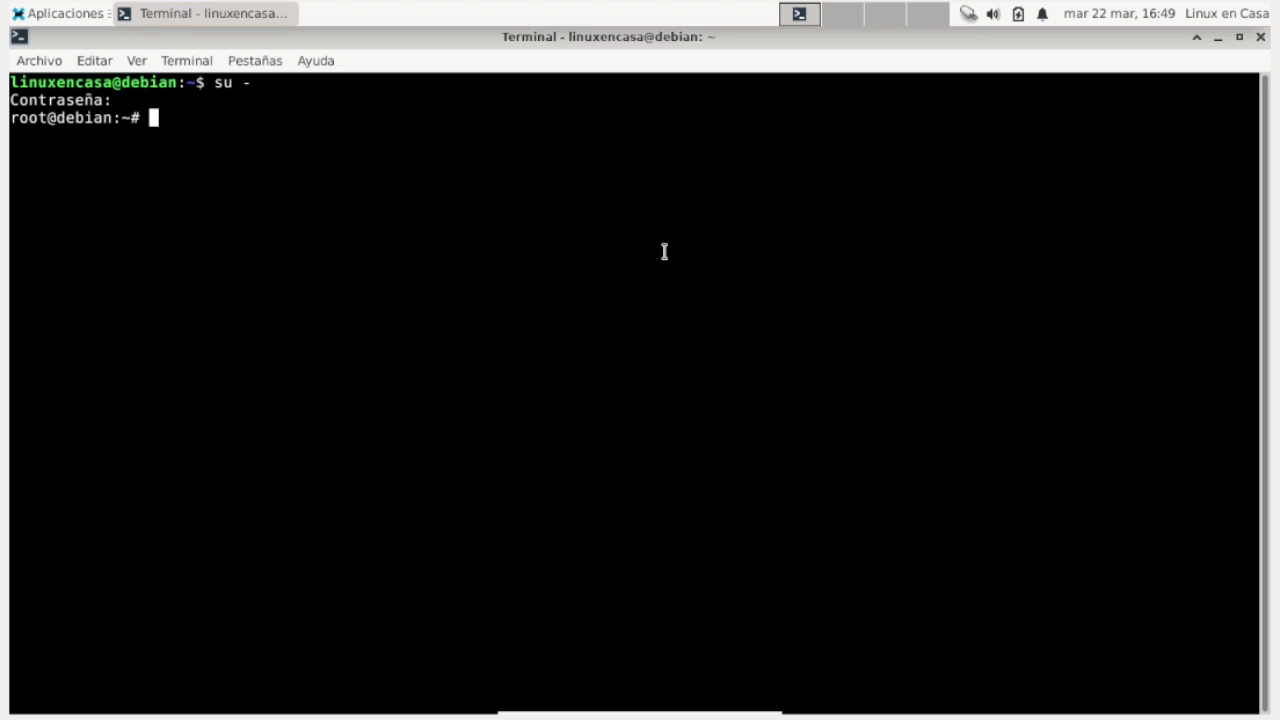 Aplicaciones Terminal - linuxencasa... mar 22 mar, 16:49 Linux en Casa
Terminal - linuxencasa@debian: ~
Archivo Editar Ver Terminal Pestañas Ayuda
linuxencasa@debian:~$ su -
Contraseña:
root@debian:~#